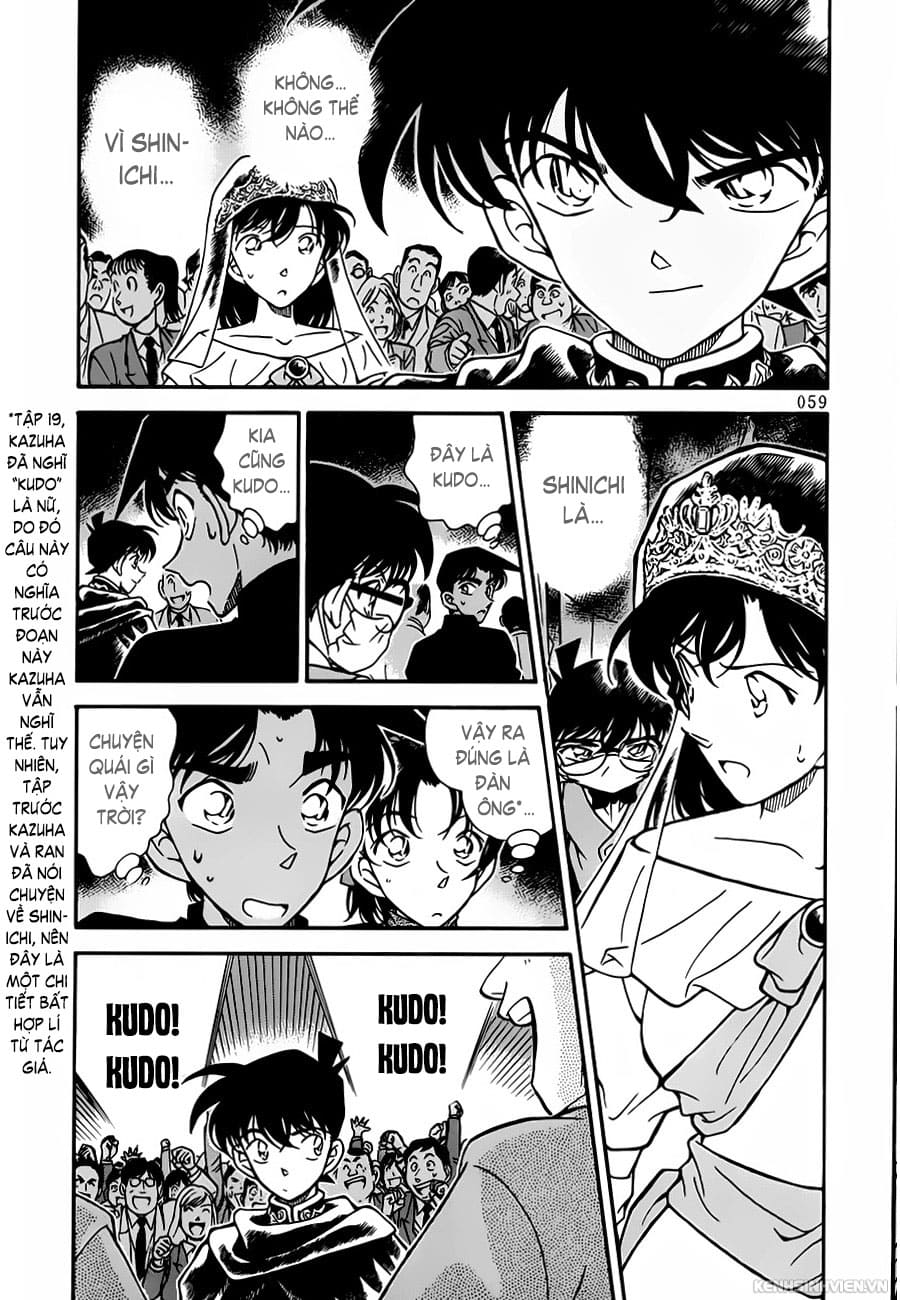 KHÔNG...
KHÔNG THỂ
NÀO...
VÌ SHIN-
ICHI...
059
SHINICHI
LÀ...
ĐÂY LÀ
KUDO...
KIA
CŨNG
KUDO...
VẬY RA
ĐÚNG LÀ
ĐÀN
ÔNG*...
CHUYỆN
QUÁI GÌ
VẬY
TRỜI?
KUDO!
KUDO!
KUDO!
KUDO!
*TẬP 19,
KAZUHA
ĐÃ NGHĨ
"KUDO"
LÀ NỮ,
DO ĐÓ
CÂU NÀY
CÓ
NGHĨA
TRƯỚC
ĐOẠN
NÀY
KAZUHA
VẪN
NGHĨ
THẾ. TUY
NHIÊN,
TẬP
TRƯỚC
KAZUHA
VÀ RAN
ĐÃ NÓI
CHUYỆN
VỀ SHIN-
ICHI, NÊN
ĐÂY LÀ
MỘT CHI
TIẾT BẤT
HỢP LÍ
TỪ TÁC
GIẢ.
KENHSINHVIEN.VN